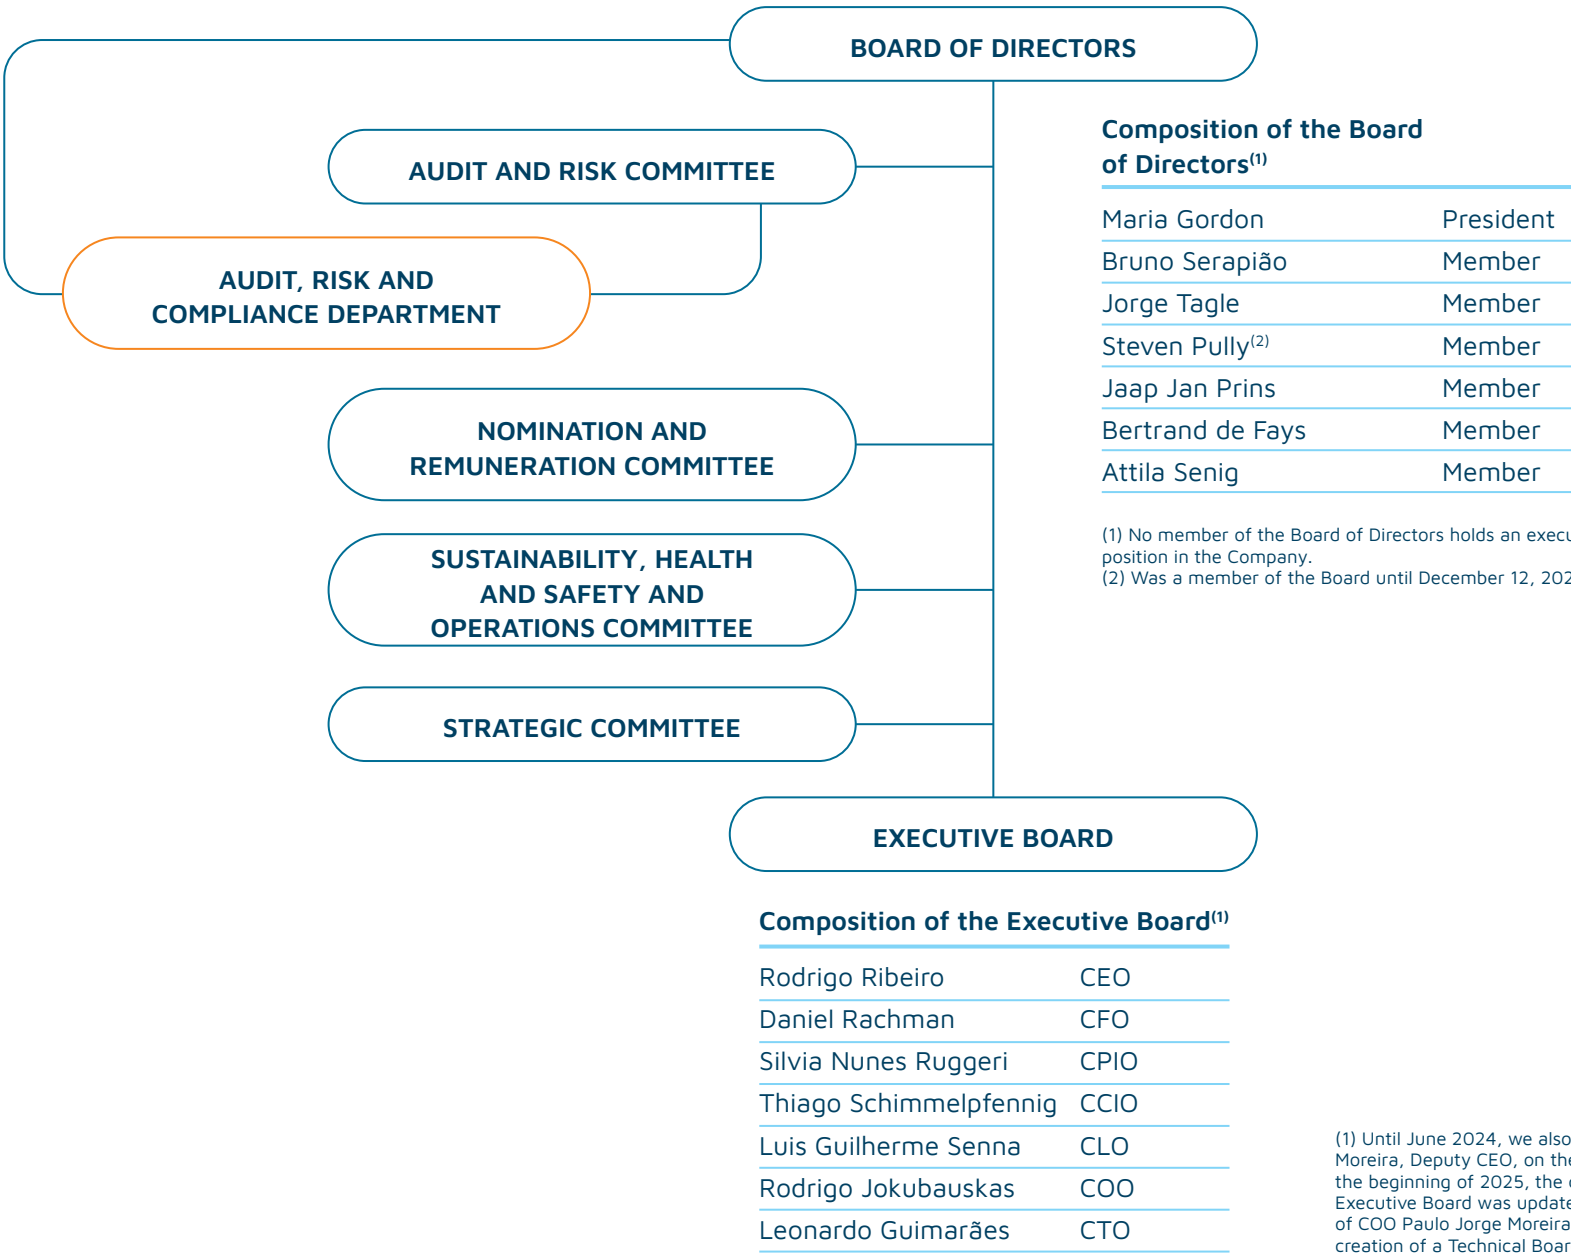 BOARD OF DIRECTORS
AUDIT AND RISK COMMITTEE
AUDIT, RISK AND
COMPLIANCE DEPARTMENT
NOMINATION AND
REMUNERATION COMMITTEE
SUSTAINABILITY, HEALTH
AND SAFETY AND
OPERATIONS COMMITTEE
STRATEGIC COMMITTEE
Composition of the Board
of Directors(1)
Maria Gordon President
Bruno Serapião Member
Jorge Tagle Member
Steven Pully(2) Member
Jaap Jan Prins Member
Bertrand de Fays Member
Attila Senig Member
(1) No member of the Board of Directors holds an
position in the Company.
(2) Was a member of the Board until December 12,
EXECUTIVE BOARD
Composition of the Executive Board(1)
Rodrigo Ribeiro CEO
Daniel Rachman CFO
Silvia Nunes Ruggeri CPIO
Thiago Schimmelpfennig CCIO
Luis Guilherme Senna CLO
Rodrigo Jokubauskas COO
Leonardo Guimarães CTO
(1) Until June 2024, we also
Moreira, Deputy CEO, on
the beginning of 2025, the
Executive Board was
of COO Paulo Jorge Moreira
creation of a Technical